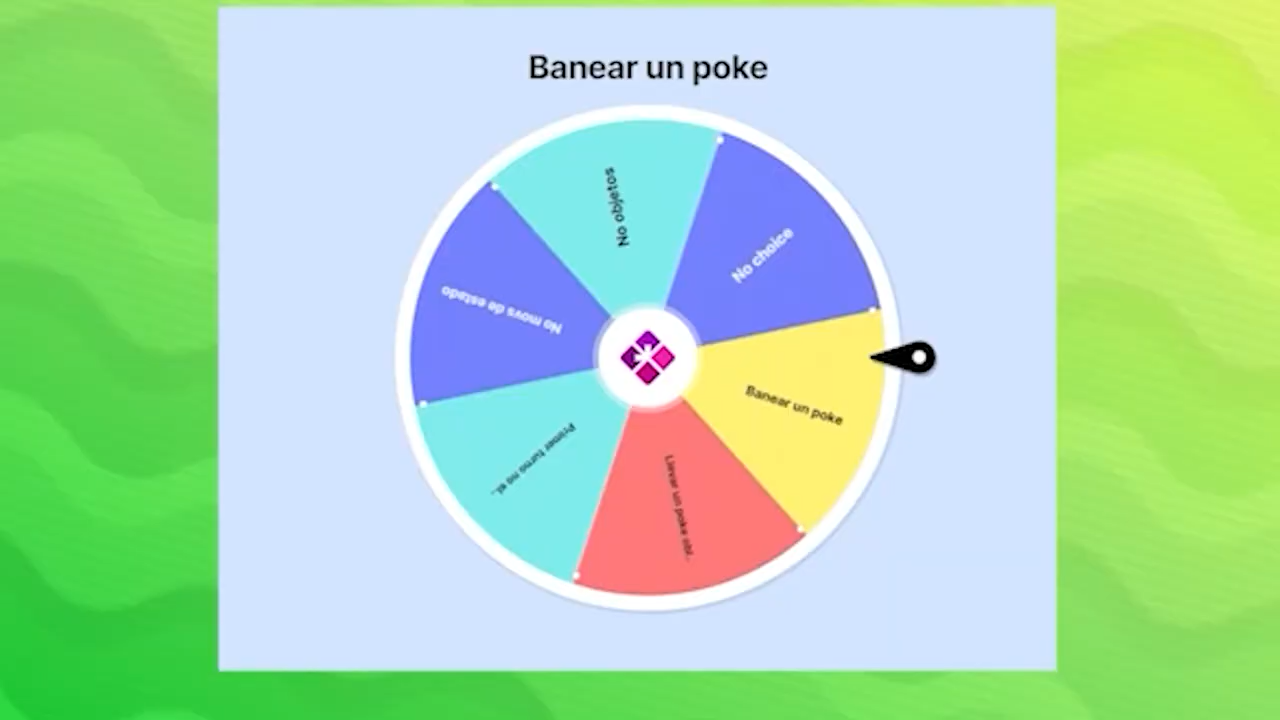 Banear un poke
No objetos
No choice
No movs de estado
Banear un poke
Primer turno no el...
Llevar un poke obl...